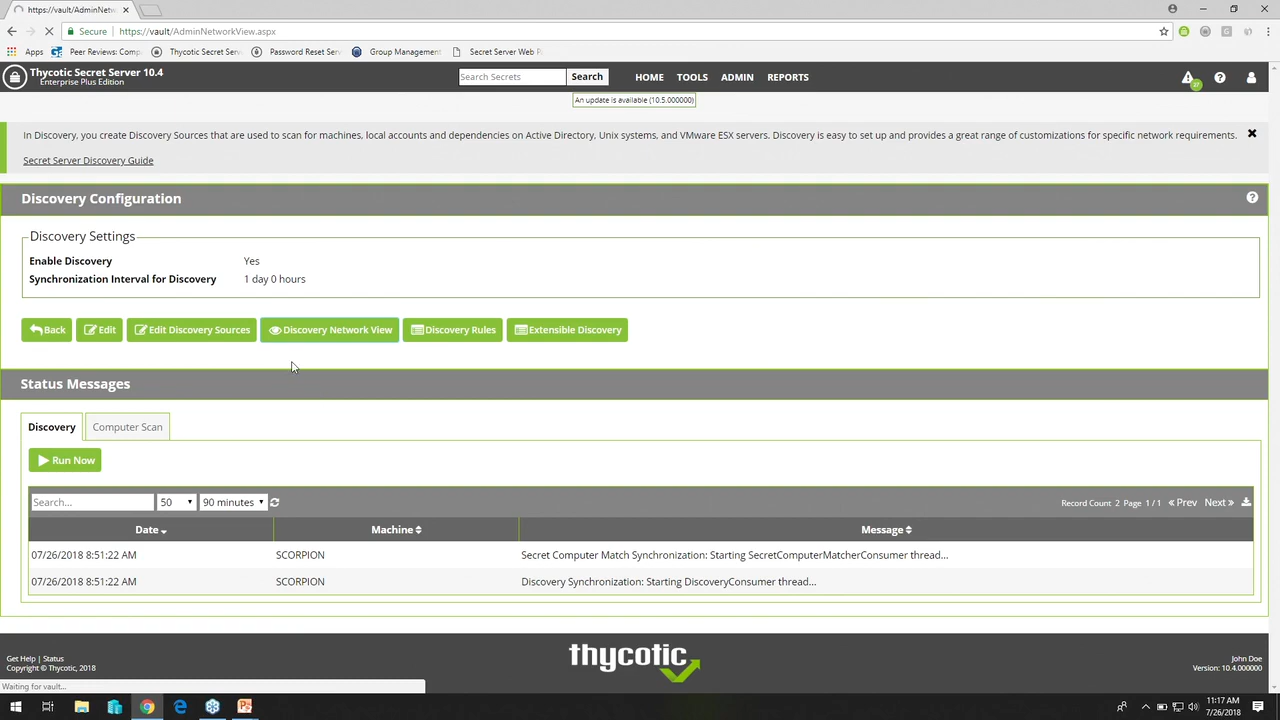 https://vault/AdminNetw
Secure
https://vault/AdminNetworkView.aspx
Apps
Peer Reviews: Comp
Thycotic Secret Serv
Password Reset Serv
Group Management
Secret Server Web P
Thycotic Secret Server 10.4
Enterprise Plus Edition
Search Secrets
Search
HOME
TOOLS
ADMIN
REPORTS
An update is available (10.5.000000)
In Discovery, you create Discovery Sources that are used to scan for machines, local accounts and dependencies on Active Directory, Unix systems, and VMware ESX servers. Discovery is easy to set up and provides a great range of customizations for specific network requirements.
Secret Server Discovery Guide
Discovery Configuration
Discovery Settings
Enable Discovery Yes
Synchronization Interval for Discovery 1 day 0 hours
Back
Edit
Edit Discovery Sources
Discovery Network View
Discovery Rules
Extensible Discovery
Status Messages
Discovery
Computer Scan
Run Now
Search...
50
90 minutes
Record Count 2 Page 1 / 1 Prev Next
Date Machine Message
07/26/2018 8:51:22 AM SCORPION Secret Computer Match Synchronization: Starting SecretComputerMatcherConsumer thread...
07/26/2018 8:51:22 AM SCORPION Discovery Synchronization: Starting DiscoveryConsumer thread...
Get Help | Status
Copyright © Thycotic, 2018
thycotic
John Doe
Version: 10.4.000000
Waiting for vault...
11:17 AM
7/26/2018